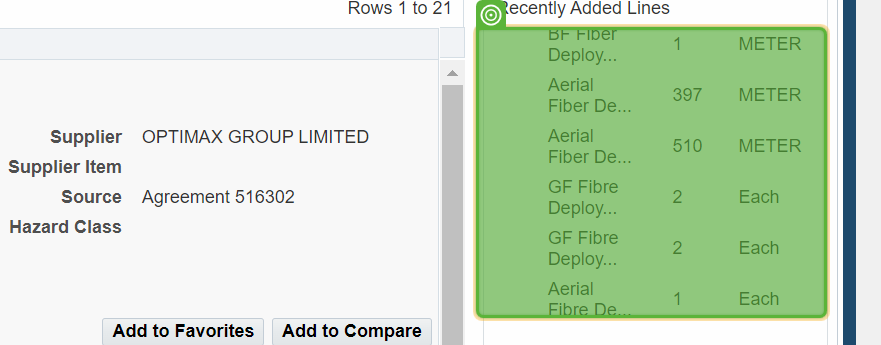 Rows 1 to 21
Supplier OPTIMAX GROUP LIMITED
Supplier Item
Source Agreement 516302
Hazard Class
Add to Favorites Add to Compare
Recently Added Lines
BF Fiber
Deploy... 1 METER
Aerial
Fiber De... 397 METER
Aerial
Fiber De... 510 METER
GF Fibre
Deploy... 2 Each
GF Fibre
Deploy... 2 Each
Aerial
Fibre De... 1 Each